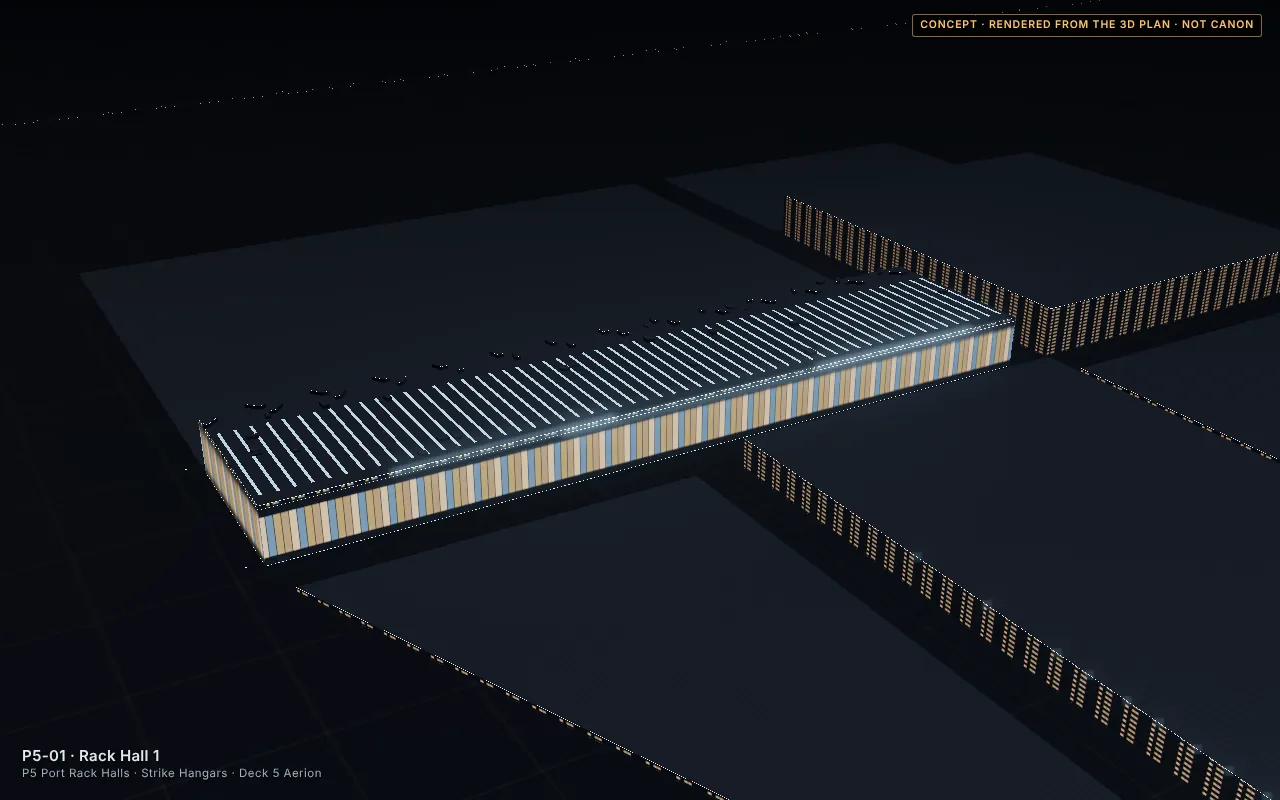 CONCEPT · RENDERED FROM THE 3D PLAN · NOT CANON
P5-01 · Rack Hall 1
P5 Port Rack Halls · Strike Hangars · Deck 5 Aerion